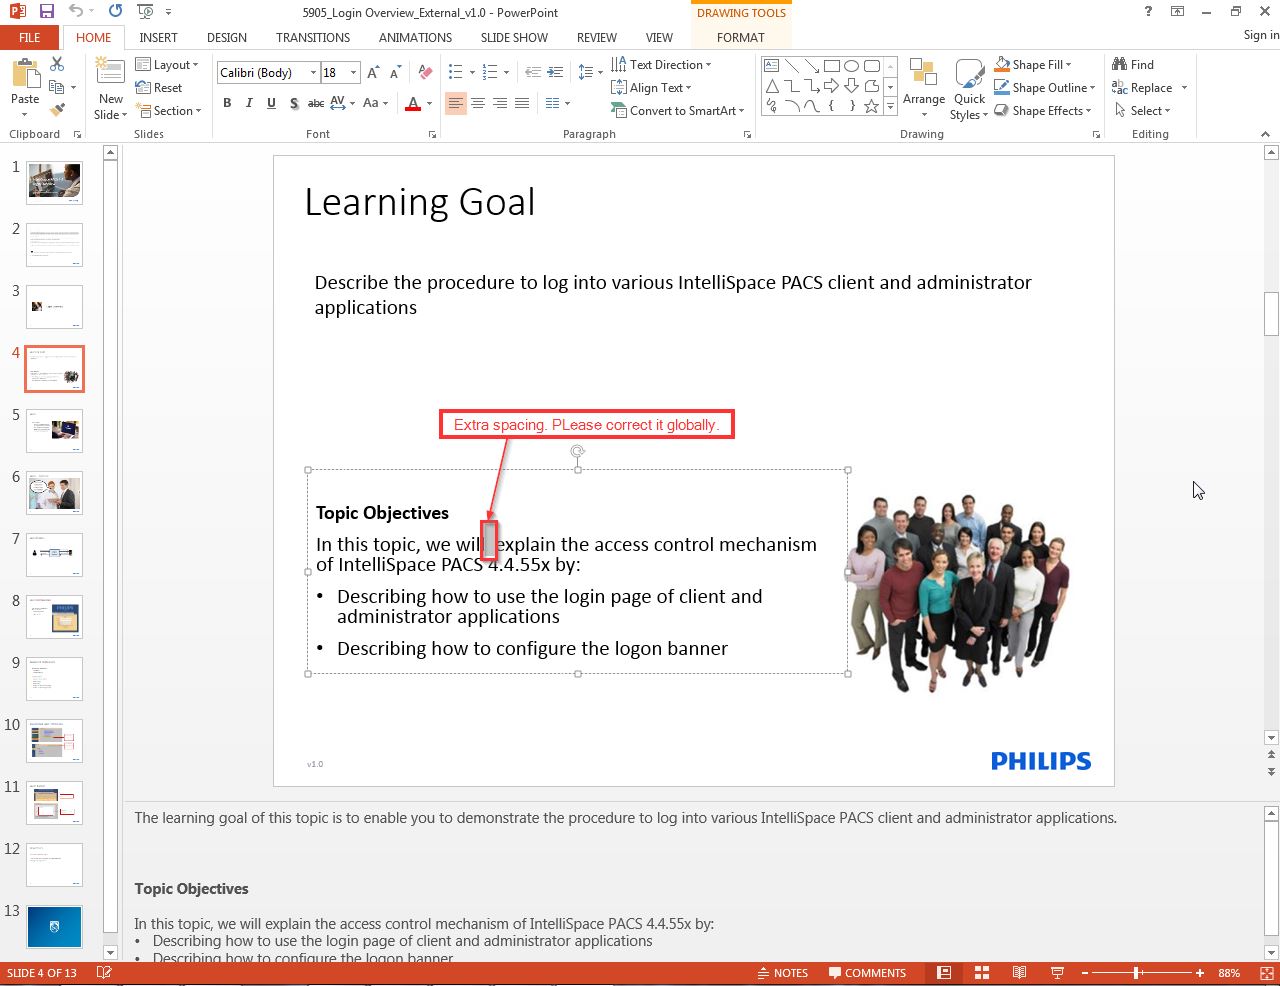 5905_Login Overview_External_v1.0 - PowerPoint
DRAWING TOOLS
?
FILE
HOME
INSERT
DESIGN
TRANSITIONS
ANIMATIONS
SLIDE SHOW
REVIEW
VIEW
FORMAT
Sign in
Paste
New
Slide
Layout
Reset
Section
Calibri (Body)
18
B I U S abc AV Aa A
Text Direction
Align Text
Convert to SmartArt
Arrange
Quick
Styles
Shape Fill
Shape Outline
Shape Effects
Find
Replace
Select
Clipboard
Slides
Font
Paragraph
Drawing
Editing
1
2
3
4
5
6
7
8
9
10
11
12
13
Learning Goal
Describe the procedure to log into various IntelliSpace PACS client and administrator
applications
Extra spacing. PLease correct it globally.
Topic Objectives
In this topic, we will explain the access control mechanism
of IntelliSpace PACS 4.4.55x by:
• Describing how to use the login page of client and
administrator applications
• Describing how to configure the logon banner
v1.0
PHILIPS
The learning goal of this topic is to enable you to demonstrate the procedure to log into various IntelliSpace PACS client and administrator applications.
Topic Objectives
In this topic, we will explain the access control mechanism of IntelliSpace PACS 4.4.55x by:
• Describing how to use the login page of client and administrator applications
• Describing how to configure the logon banner
SLIDE 4 OF 13
NOTES
COMMENTS
88%